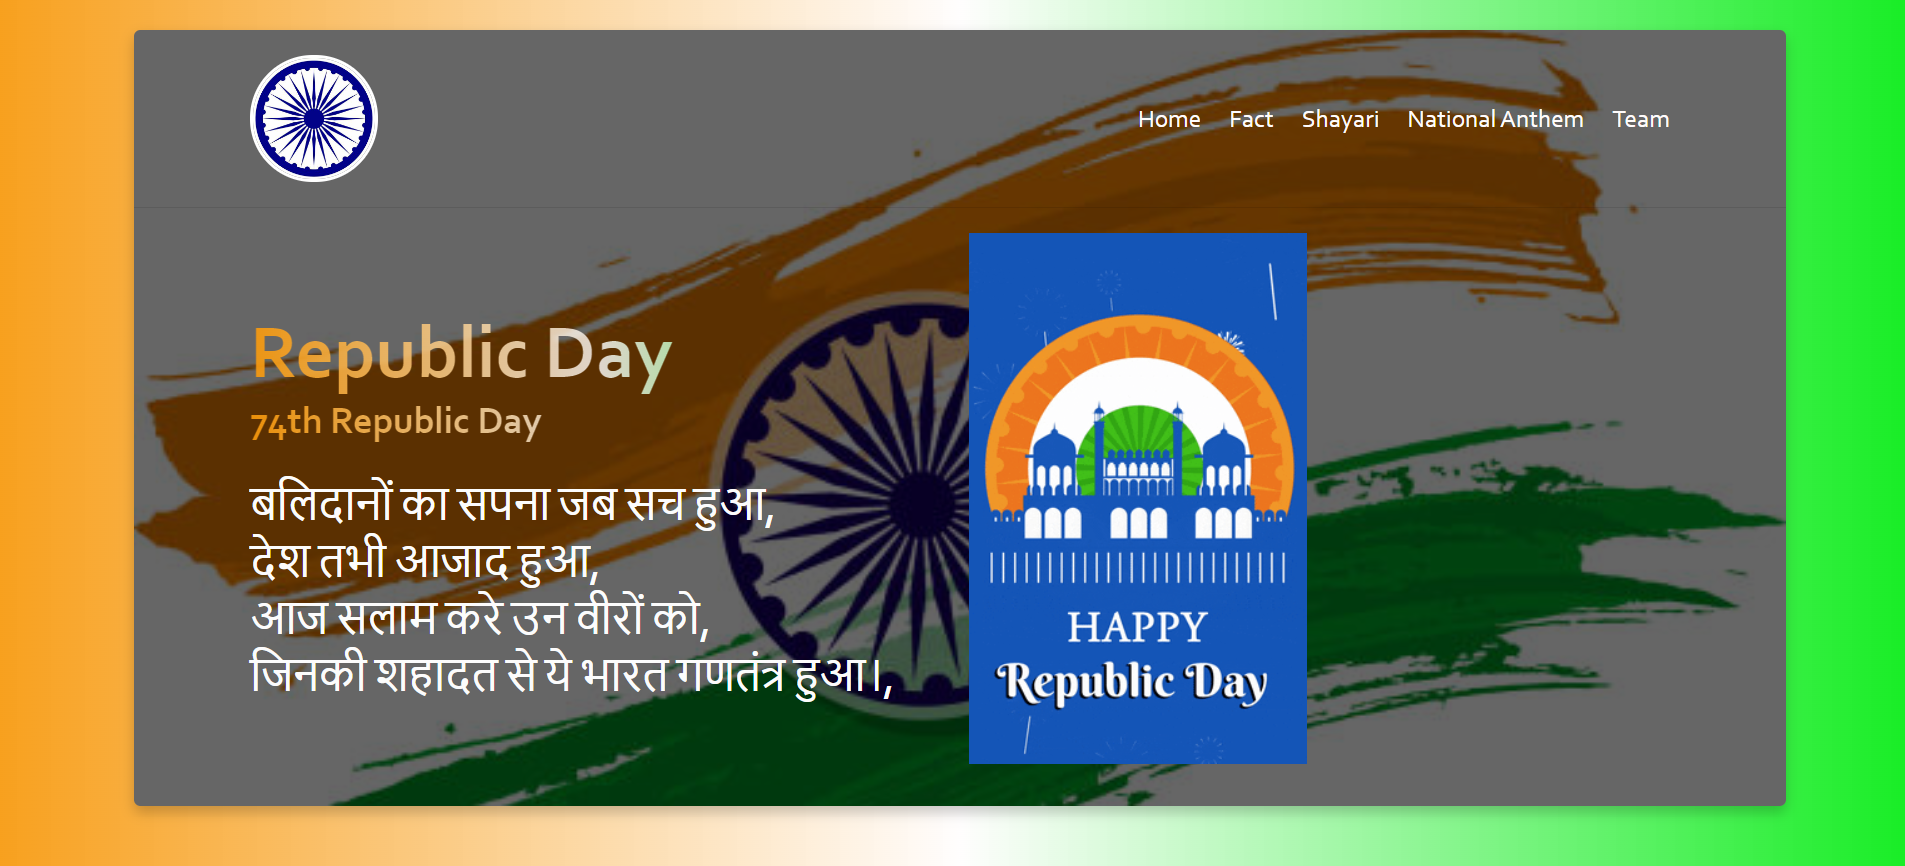 Home Fact Shayari National Anthem Team
Republic Day
74th Republic Day
बलिदानों का सपना जब सच हुआ,
देश तभी आजाद हुआ,
आज सलाम करे उन वीरों को,
जिनकी शहादत से ये भारत गणतंत्र हुआ।,
HAPPY
Republic Day